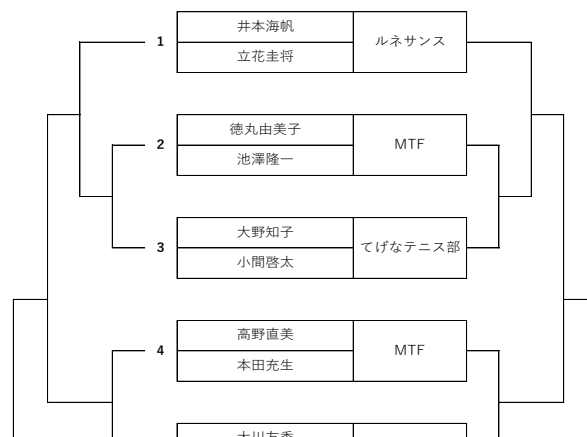 1
井本海帆
立花圭将
ルネサンス
2
徳丸由美子
池澤隆一
MTF
3
大野知子
小間啓太
てげなテニス部
4
高野直美
本田充生
MTF